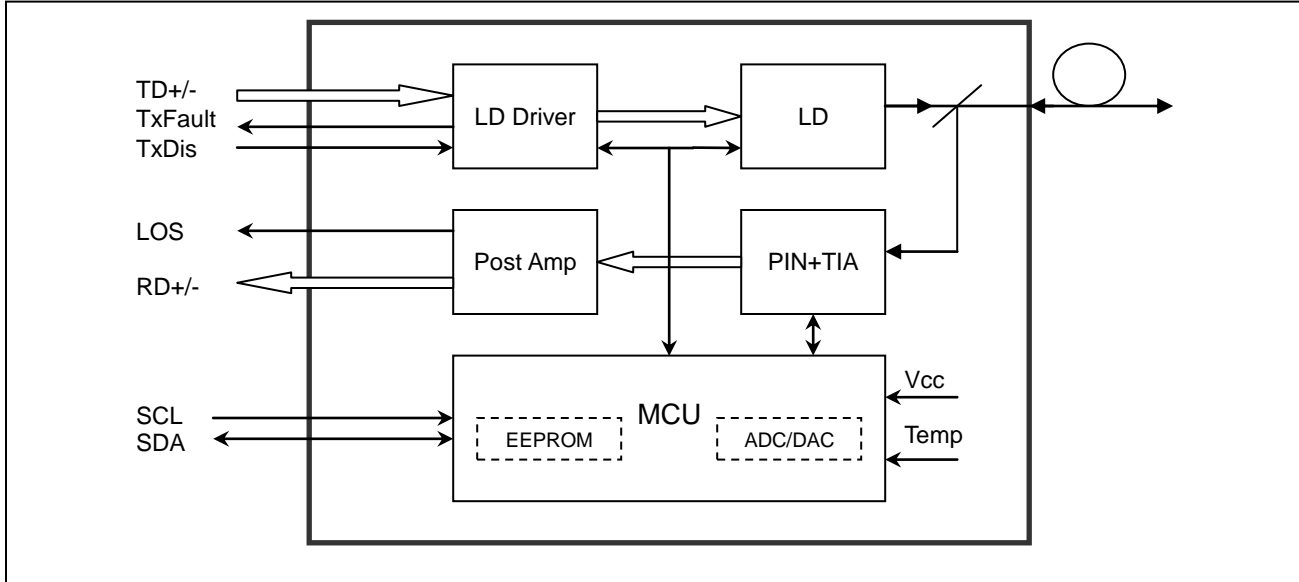 TD+/-
TxFault
TxDis
LD Driver
LD
LOS
RD+/-
Post Amp
PIN+TIA
SCL
SDA
MCU
EEPROM
ADC/DAC
Vcc
Temp